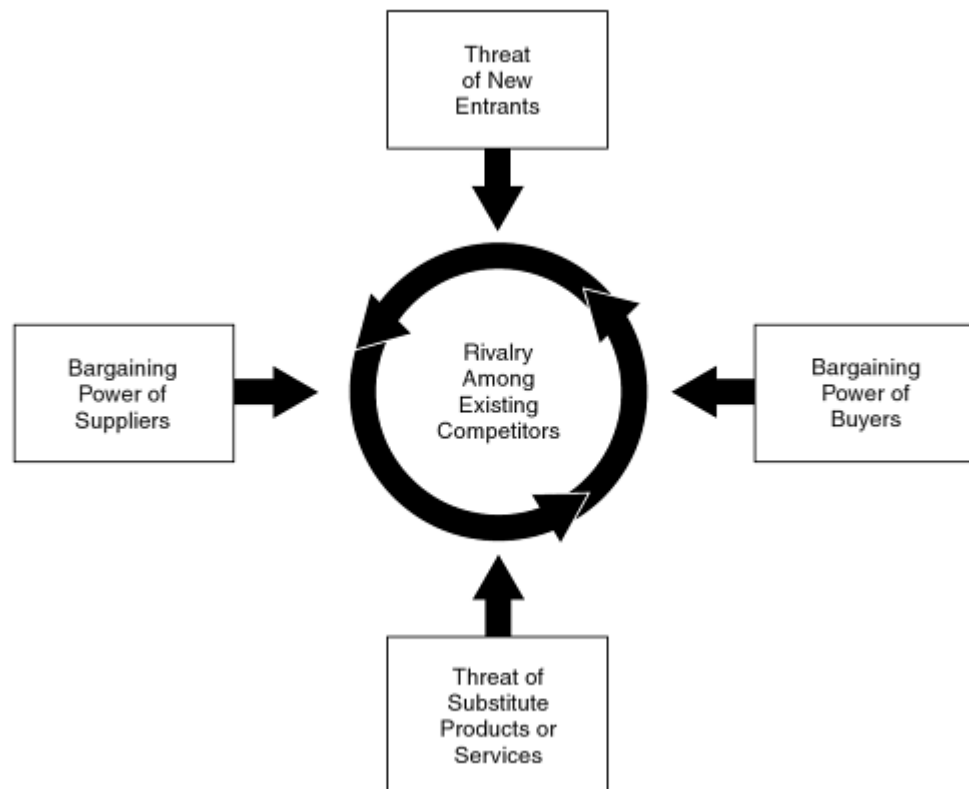 Threat
of New
Entrants
Bargaining
Power of
Suppliers
Rivalry
Among
Existing
Competitors
Bargaining
Power of
Buyers
Threat of
Substitute
Products or
Services